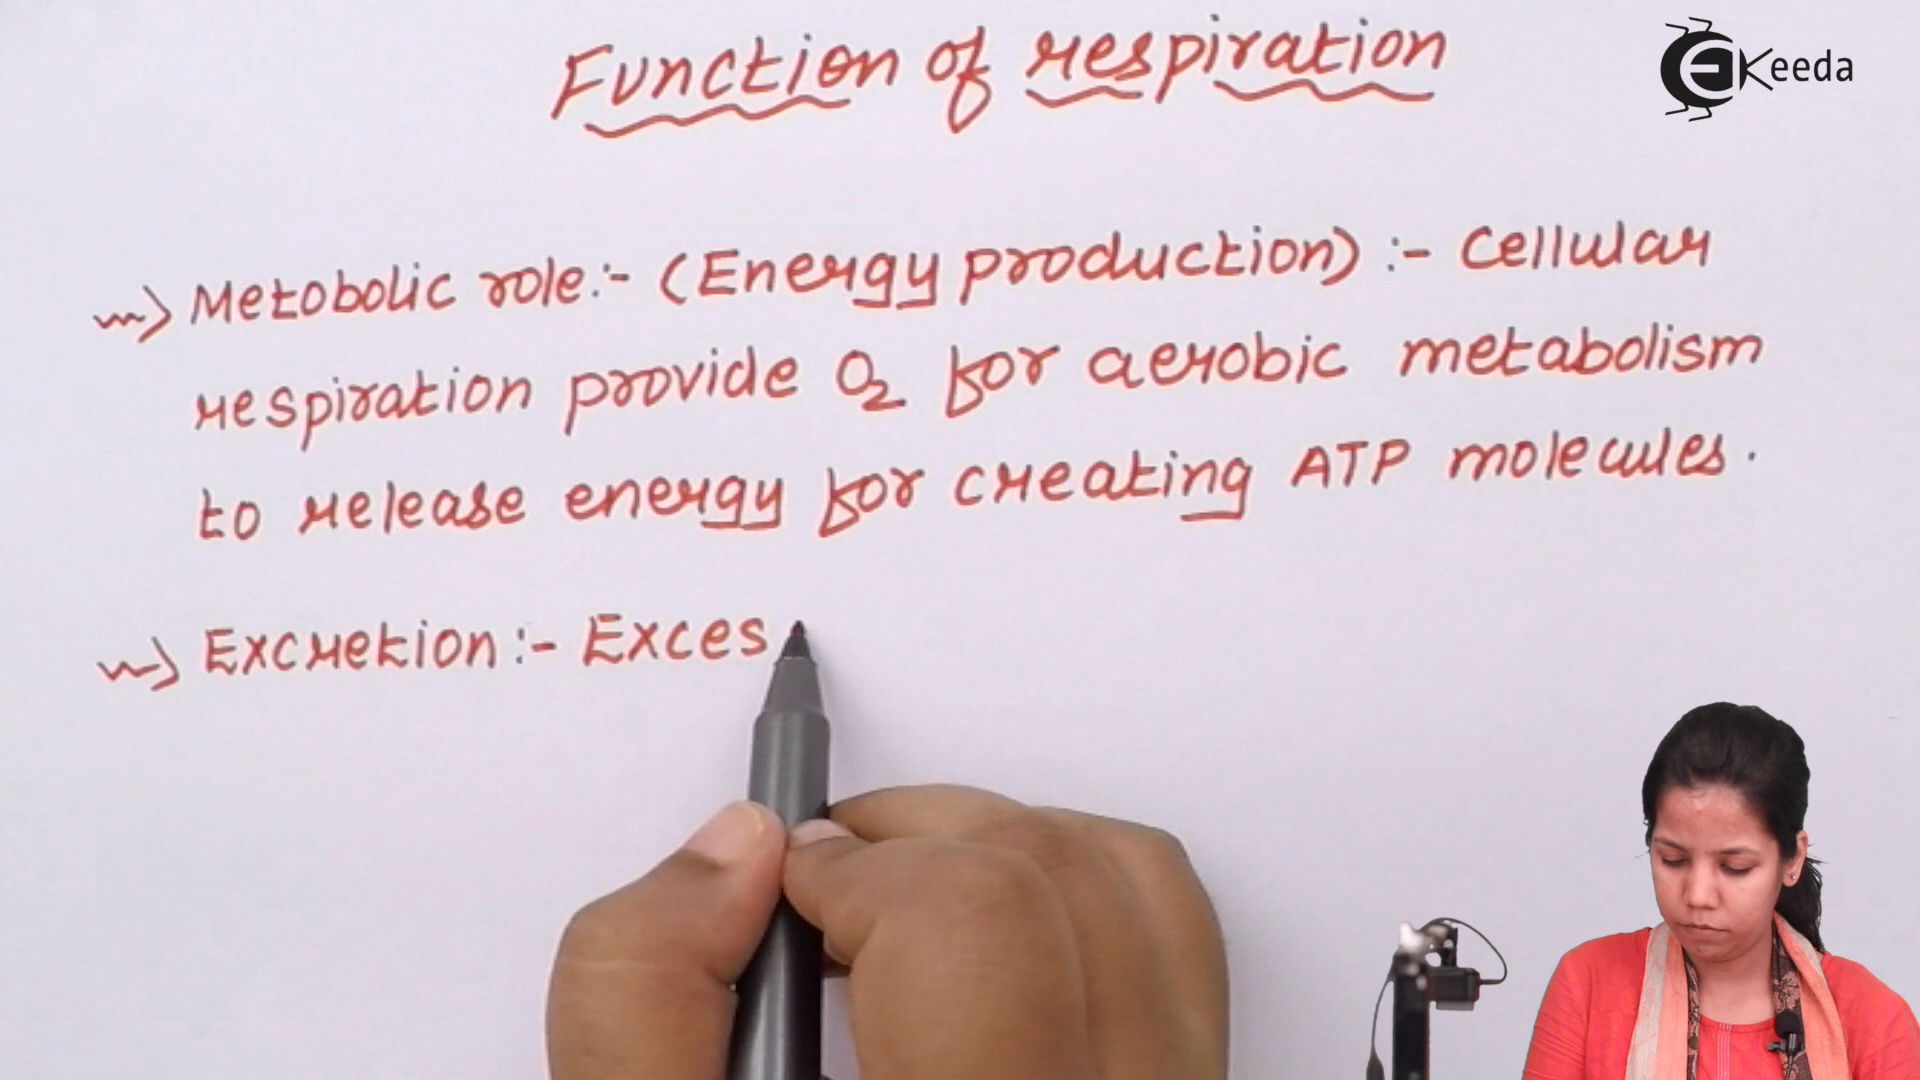 Function of respiration
EKeeda
Metobolic role:- (Energy production) :- Cellular
respiration provide O₂ for aerobic metabolism
to release energy for creating ATP molecules.
Excretion :- Exces